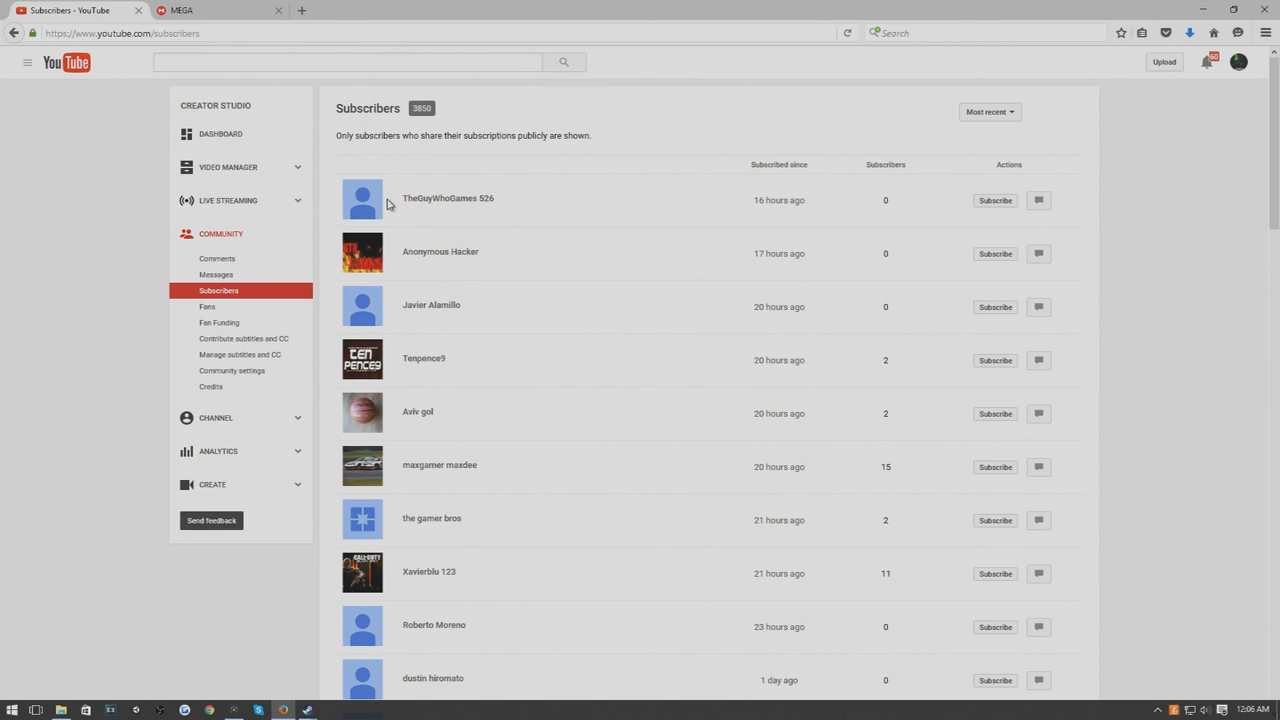 Subscribers - YouTube
MEGA
https://www.youtube.com/subscribers
Search
YouTube
Upload
60
CREATOR STUDIO
DASHBOARD
VIDEO MANAGER
LIVE STREAMING
COMMUNITY
Comments
Messages
Subscribers
Fans
Fan Funding
Contribute subtitles and CC
Manage subtitles and CC
Community settings
Credits
CHANNEL
ANALYTICS
CREATE
Send feedback
Subscribers 3850
Most recent
Only subscribers who share their subscriptions publicly are shown.
Subscribed since Subscribers Actions
TheGuyWhoGames 526 16 hours ago 0 Subscribe
Anonymous Hacker 17 hours ago 0 Subscribe
Javier Alamillo 20 hours ago 0 Subscribe
TEN PENCE9 Tenpence9 20 hours ago 2 Subscribe
Aviv gol 20 hours ago 2 Subscribe
maxgamer maxdee 20 hours ago 15 Subscribe
the gamer bros 21 hours ago 2 Subscribe
CALL OF DUTY Xavierblu 123 21 hours ago 11 Subscribe
Roberto Moreno 23 hours ago 0 Subscribe
dustin hiromato 1 day ago 0 Subscribe
12:06 AM